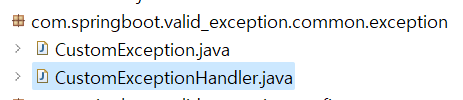 com.springboot.valid_exception.common.exception
CustomException.java
CustomExceptionHandler.java